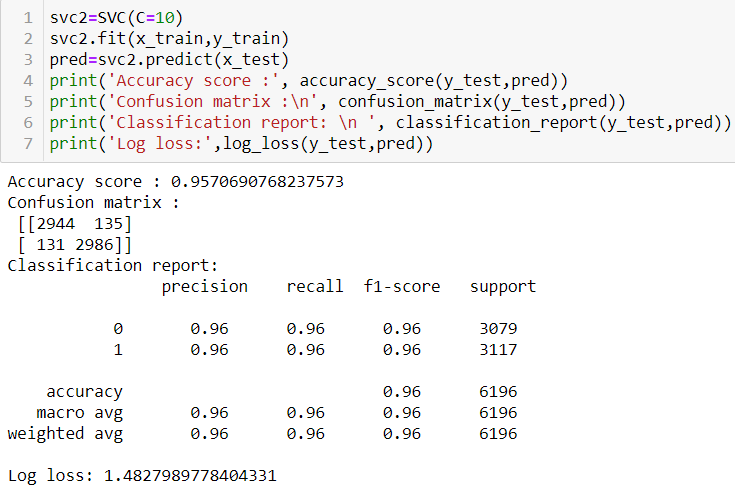 1 svc2=SVC(C=10)
2 svc2.fit(x_train,y_train)
3 pred=svc2.predict(x_test)
4 print('Accuracy score :', accuracy_score(y_test,pred))
5 print('Confusion matrix :\n', confusion_matrix(y_test,pred))
6 print('Classification report: \n ', classification_report(y_test,pred))
7 print('Log loss:',log_loss(y_test,pred))
Accuracy score : 0.9570690768237573
Confusion matrix :
 [[2944  135]
 [ 131 2986]]
Classification report:
                precision    recall  f1-score   support
           0       0.96      0.96      0.96      3079
           1       0.96      0.96      0.96      3117
    accuracy                           0.96      6196
   macro avg       0.96      0.96      0.96      6196
weighted avg       0.96      0.96      0.96      6196
Log loss: 1.4827989778404331